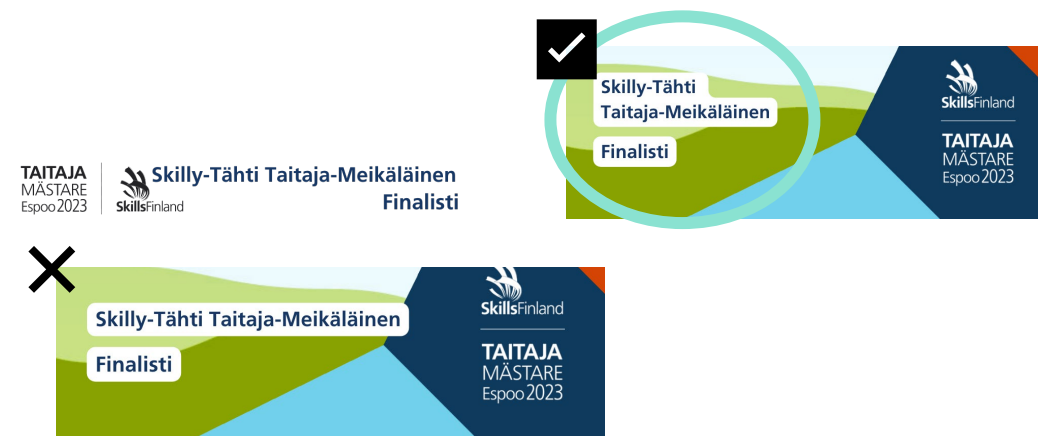 Skilly-Tähti
Taitaja-Meikäläinen
Finalisti
SkillsFinland
TAITAJA
MÄSTARE
Espoo 2023
TAITAJA
MÄSTARE
Espoo 2023
SkillsFinland
Skilly-Tähti Taitaja-Meikäläinen
Finalisti
Skilly-Tähti Taitaja-Meikäläinen
Finalisti
SkillsFinland
TAITAJA
MÄSTARE
Espoo 2023